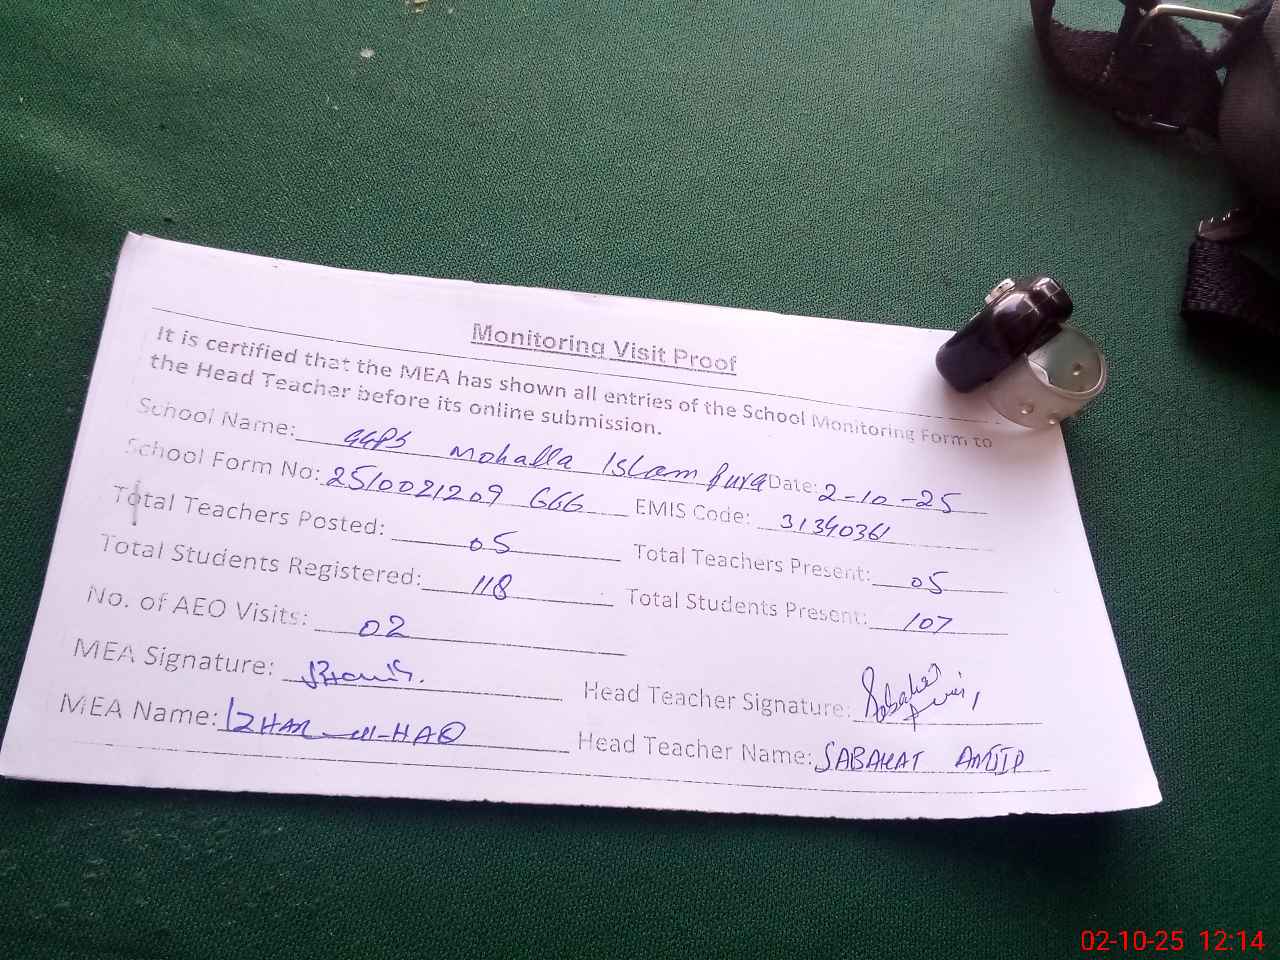 Monitoring Visit Proof
It is certified that the MEA has shown all entries of the School Monitoring Form to
the Head Teacher before its online submission.
School Name: GGPS Mohalla Islam Pura Date: 2-10-25
School Form No: 2510021209 666 EMIS Code: 31340361
Total Teachers Posted: 05 Total Teachers Present: 05
Total Students Registered: 118 Total Students Present: 107
No. of AEO Visits: 02
MEA Signature: Head Teacher Signature: Sabahat
MEA Name: IZHAR-ul-HAQ Head Teacher Name: SABAHAT AMJID
02-10-25 12:14